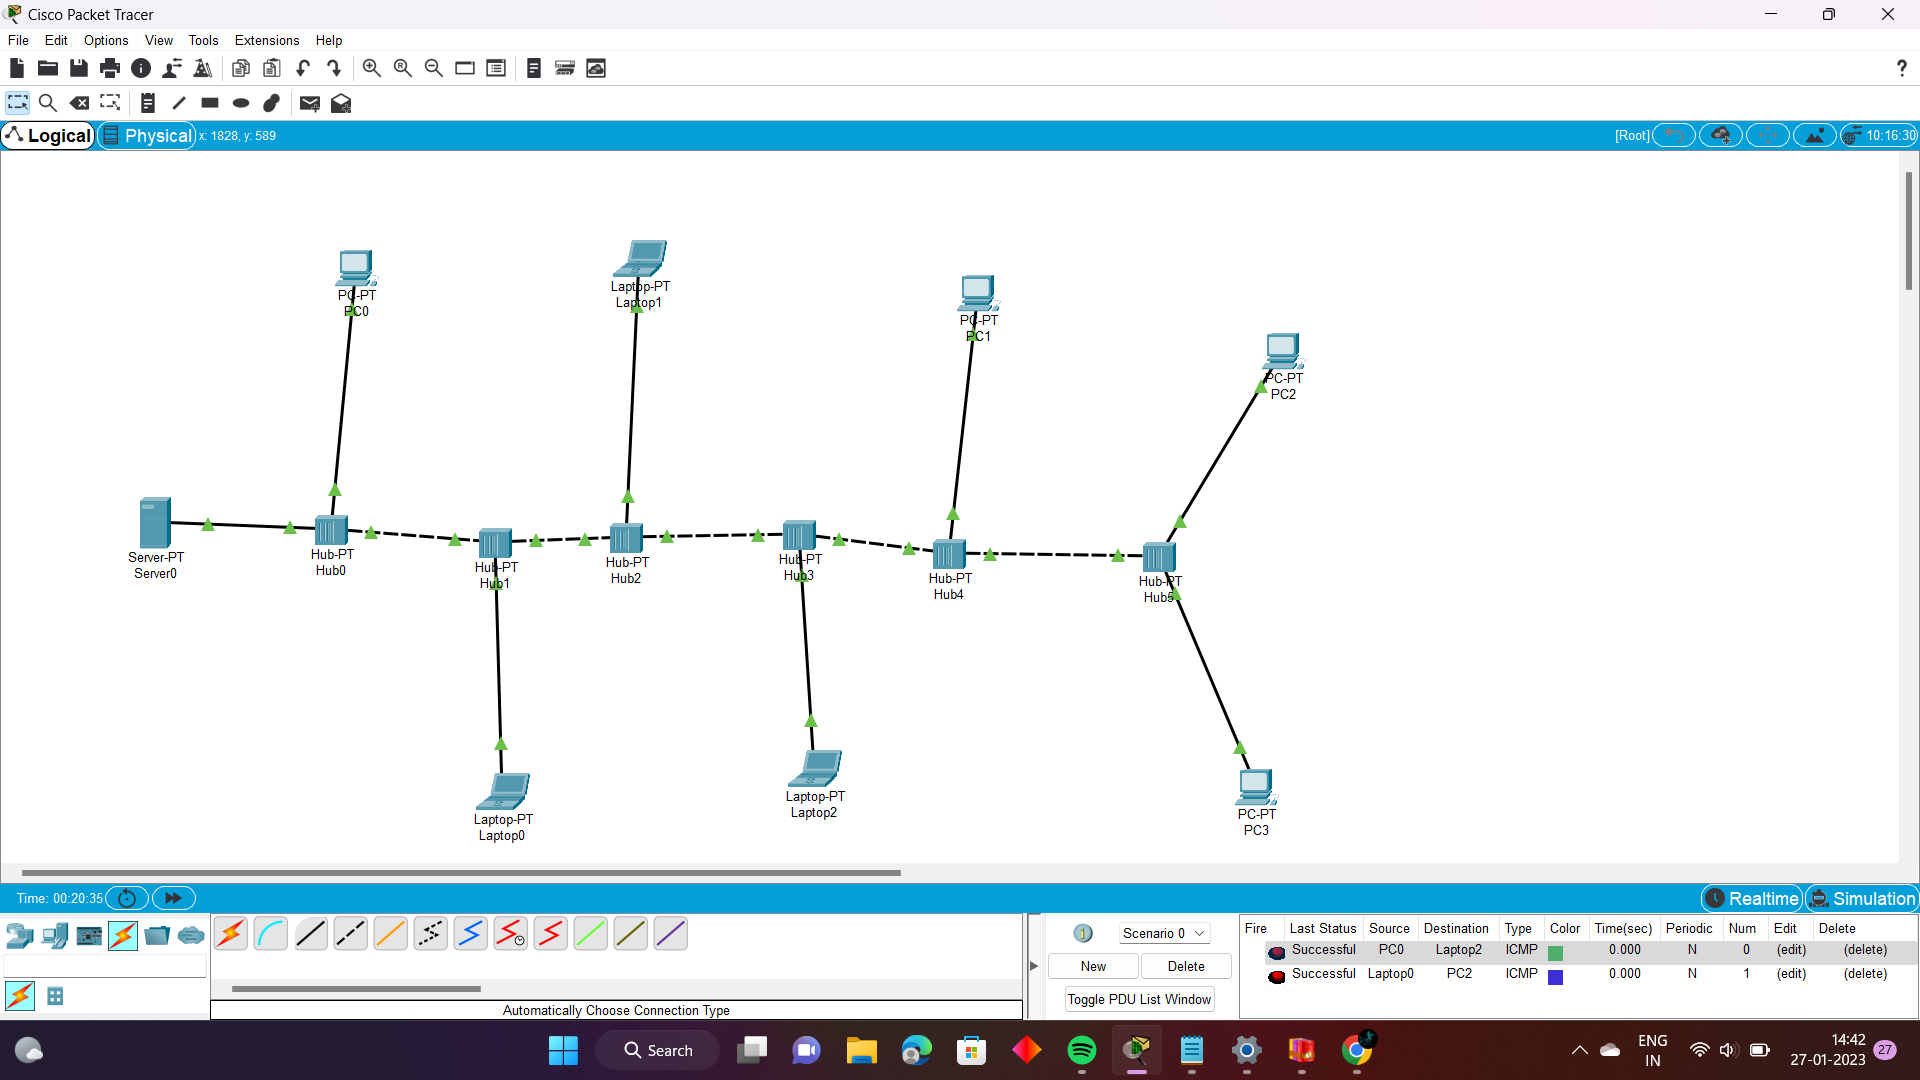 Cisco Packet Tracer
File Edit Options View Tools Extensions Help
Logical Physical x: 1828, y: 589 [Root] 10:16:30
Laptop-PT
Laptop1
PC-PT
PC0
PC-PT
PC1
PC-PT
PC2
Server-PT
Server0
Hub-PT
Hub0
Hub-PT
Hub1
Hub-PT
Hub2
Hub-PT
Hub3
Hub-PT
Hub4
Hub-PT
Hub5
Laptop-PT
Laptop0
Laptop-PT
Laptop2
PC-PT
PC3
Time: 00:20:35 Realtime Simulation
Scenario 0
New Delete
Toggle PDU List Window
Fire Last Status Source Destination Type Color Time(sec) Periodic Num Edit Delete
Successful PC0 Laptop2 ICMP 0.000 N 0 (edit) (delete)
Successful Laptop0 PC2 ICMP 0.000 N 1 (edit) (delete)
Automatically Choose Connection Type
Search
ENG
IN
14:42
27-01-2023
27